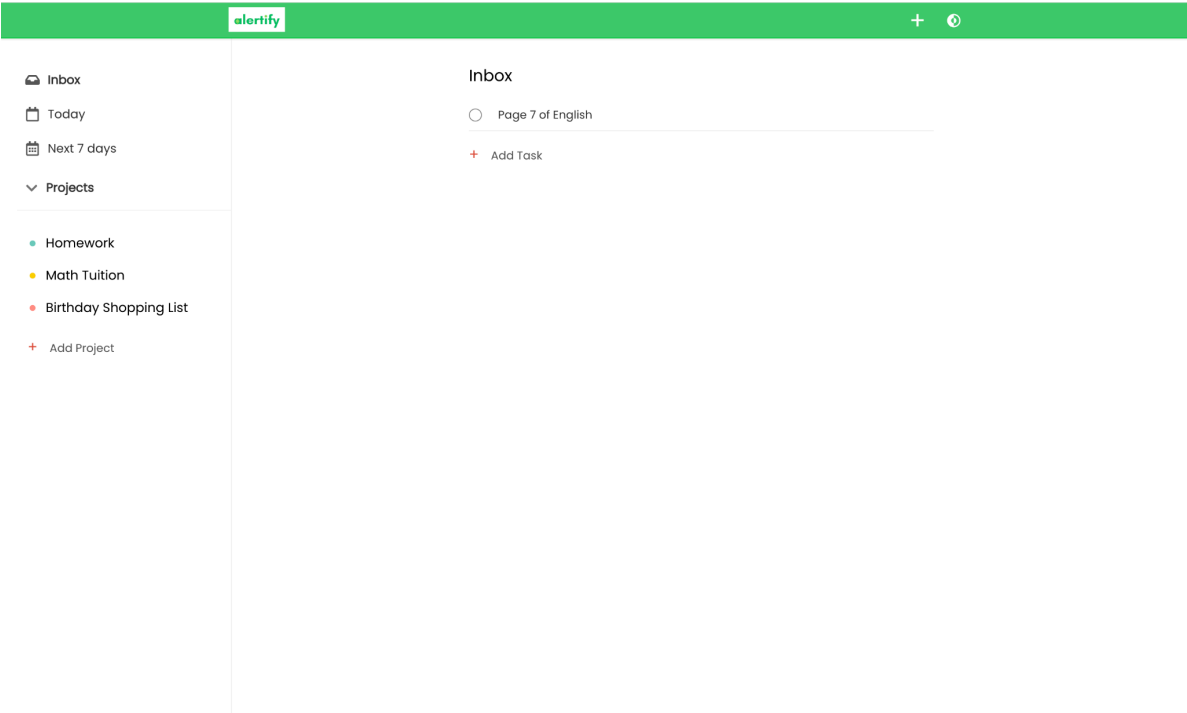 alertify
Inbox
Today
Next 7 days
Projects
Homework
Math Tuition
Birthday Shopping List
+ Add Project
Inbox
Page 7 of English
+ Add Task